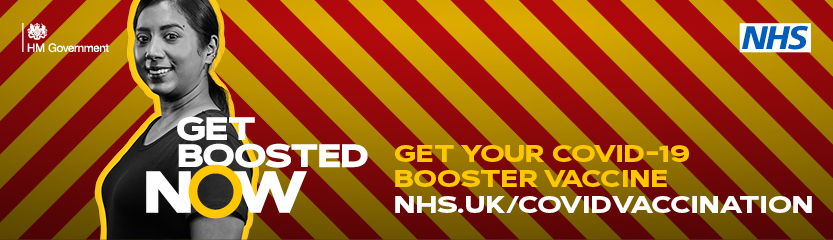 HM Government
NHS
GET
BOOSTED
NOW
GET YOUR COVID-19
BOOSTER VACCINE
NHS.UK/COVIDVACCINATION